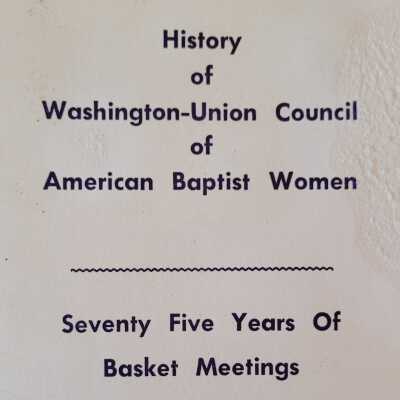 History
of
Washington-Union Council
of
American Baptist Women
Seventy Five Years Of
Basket Meetings